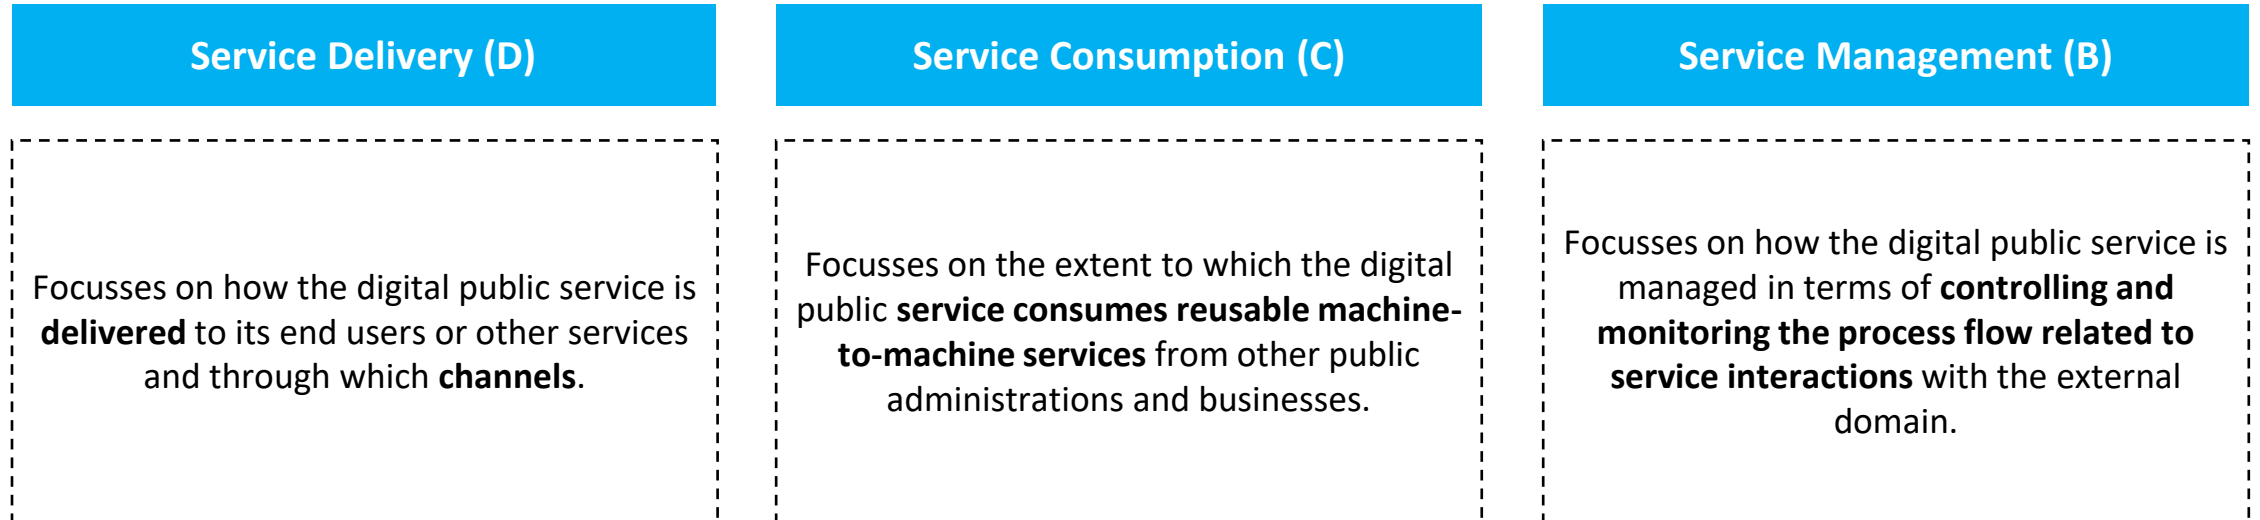 Service Delivery (D)
Focusses on how the digital public service is
delivered to its end users or other services
and through which channels.
Service Consumption (C)
Focusses on the extent to which the digital
public service consumes reusable machine-
to-machine services from other public
administrations and businesses.
Service Management (B)
Focusses on how the digital public service is
managed in terms of controlling and
monitoring the process flow related to
service interactions with the external
domain.